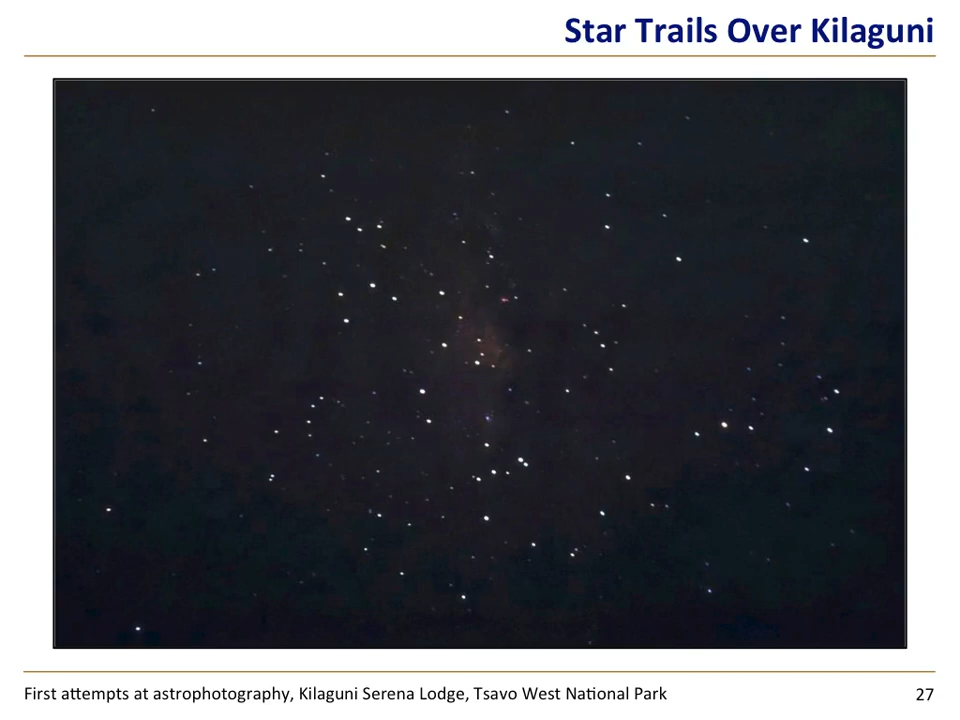 Star Trails Over Kilaguni
First attempts at astrophotography, Kilaguni Serena Lodge, Tsavo West National Park
27